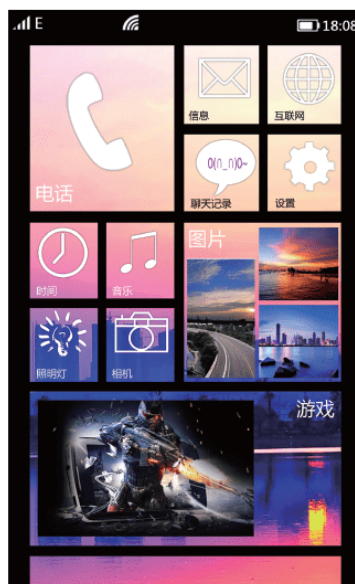 E
18:08
电话
信息
互联网
O(∩_∩)O~
聊天记录
设置
时间
音乐
图片
照明灯
相机
游戏